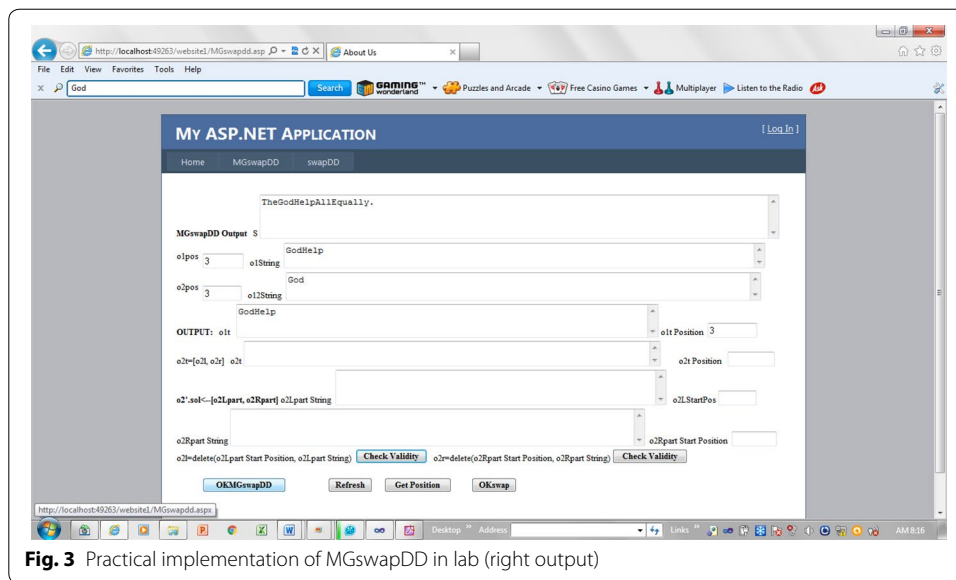 http://localhost:49263/website1/MGswapdd.asp
About Us
File Edit View Favorites Tools Help
x God Search GAMING™ wonderland Puzzles and Arcade Free Casino Games Multiplayer Listen to the Radio Ask
MY ASP.NET APPLICATION [ Log In ]
Home MGswapDD swapDD
TheGodHelpAllEqually.
MGswapDD Output S
GodHelp
o1pos 3 o1String
God
o2pos 3 o12String
GodHelp
OUTPUT: o1t o1t Position 3
o2t=[o2l, o2r] o2t o2t Position
o2'.sol<--[o2Lpart, o2Rpart] o2Lpart String o2LStartPos
o2Rpart String o2Rpart Start Position
o2l=delete(o2Lpart Start Position, o2Lpart String) Check Validity o2r=delete(o2Rpart Start Position, o2Rpart String) Check Validity
OKMGswapDD Refresh Get Position OKswap
http://localhost:49263/website1/MGswapdd.aspx
Desktop » Address Links » AM 8:16
Fig. 3 Practical implementation of MGswapDD in lab (right output)